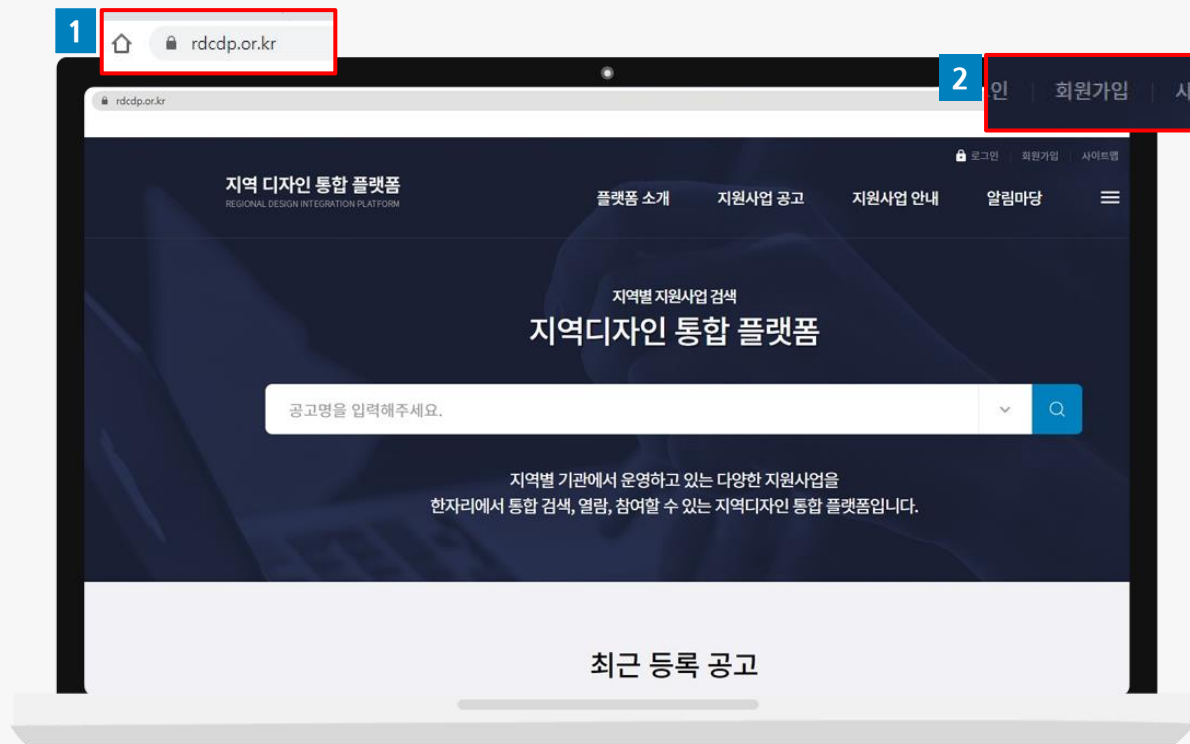 1
rdcdp.or.kr
2
인 회원가입
rdcdp.or.kr
로그인 회원가입 사이트맵
지역 디자인 통합 플랫폼
REGIONAL DESIGN INTEGRATION PLATFORM
플랫폼 소개 지원사업 공고 지원사업 안내 알림마당
지역별 지원사업 검색
지역디자인 통합 플랫폼
공고명을 입력해주세요.
지역별 기관에서 운영하고 있는 다양한 지원사업을
한자리에서 통합 검색, 열람, 참여할 수 있는 지역디자인 통합 플랫폼입니다.
최근 등록 공고